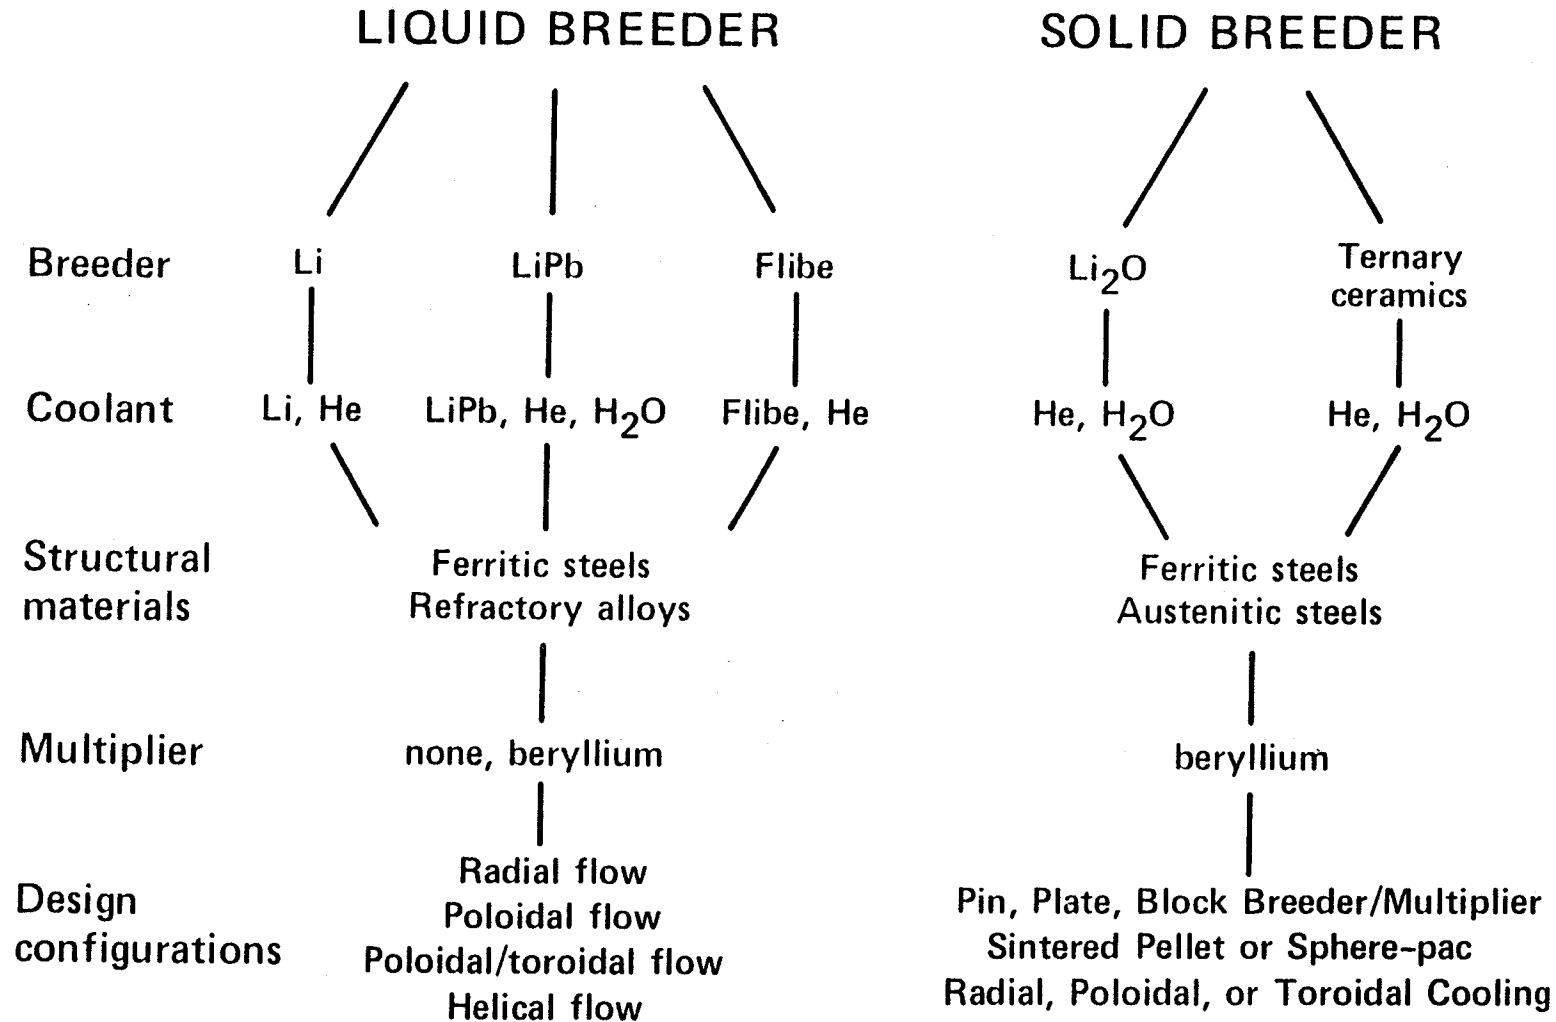 LIQUID BREEDER SOLID BREEDER
Breeder Li LiPb Flibe Li₂O Ternary
ceramics
Coolant Li, He LiPb, He, H₂O Flibe, He He, H₂O He, H₂O
Structural
materials
Ferritic steels
Refractory alloys
Ferritic steels
Austenitic steels
Multiplier none, beryllium beryllium
Design
configurations
Radial flow
Poloidal flow
Poloidal/toroidal flow
Helical flow
Pin, Plate, Block Breeder/Multiplier
Sintered Pellet or Sphere-pac
Radial, Poloidal, or Toroidal Cooling